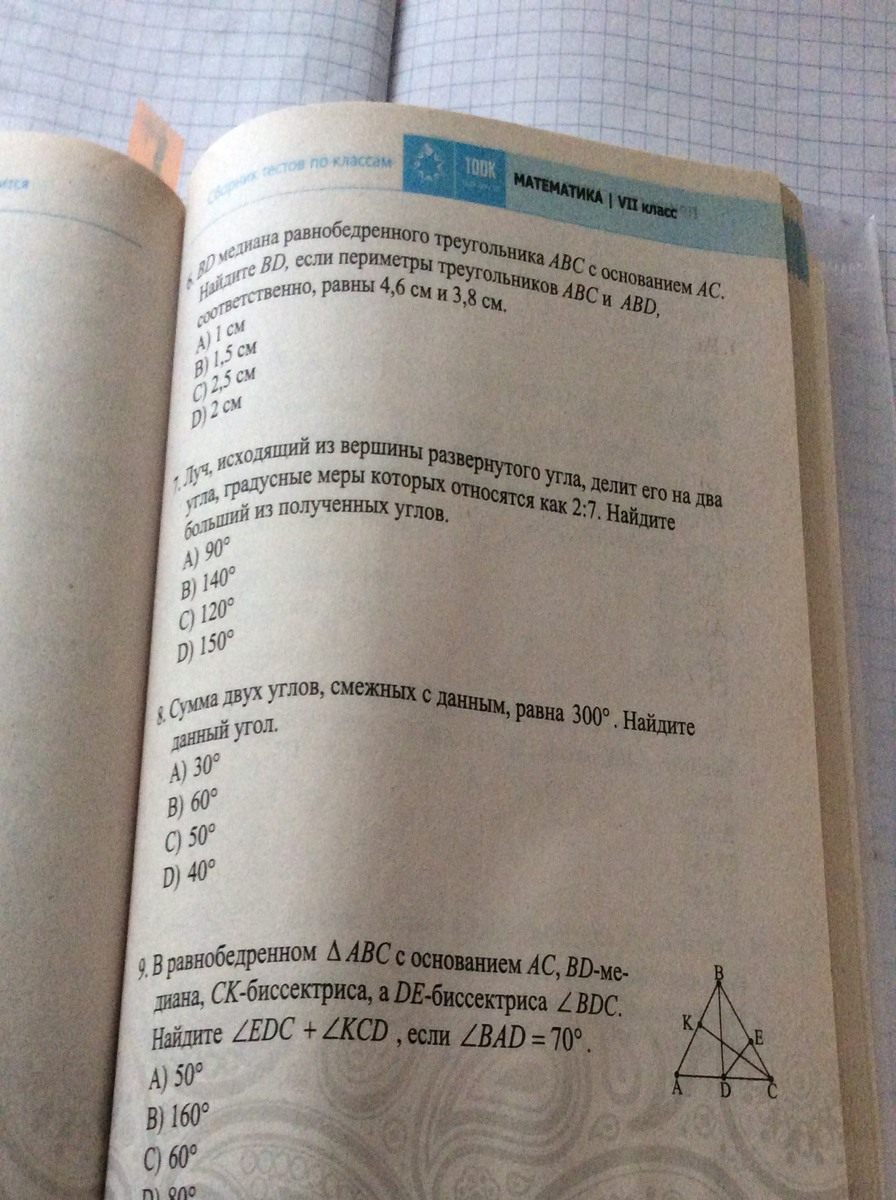 ится
Сборник тестов по классам
TQDK
МАТЕМАТИКА | VII класс
6. BD медиана равнобедренного треугольника ABC с основанием AC.
Найдите BD, если периметры треугольников ABC и ABD,
соответственно, равны 4,6 см и 3,8 см.
A) 1 см
B) 1,5 см
C) 2,5 см
D) 2 см
7. Луч, исходящий из вершины развернутого угла, делит его на два
угла, градусные меры которых относятся как 2:7. Найдите
больший из полученных углов.
A) 90°
B) 140°
C) 120°
D) 150°
8. Сумма двух углов, смежных с данным, равна 300°. Найдите
данный угол.
A) 30°
B) 60°
C) 50°
D) 40°
9. В равнобедренном Δ ABC с основанием AC, BD-ме-
диана, CK-биссектриса, а DE-биссектриса ∠BDC.
Найдите ∠EDC + ∠KCD , если ∠BAD = 70°.
A) 50°
B) 160°
C) 60°
D) 80°
B
K
E
A D C